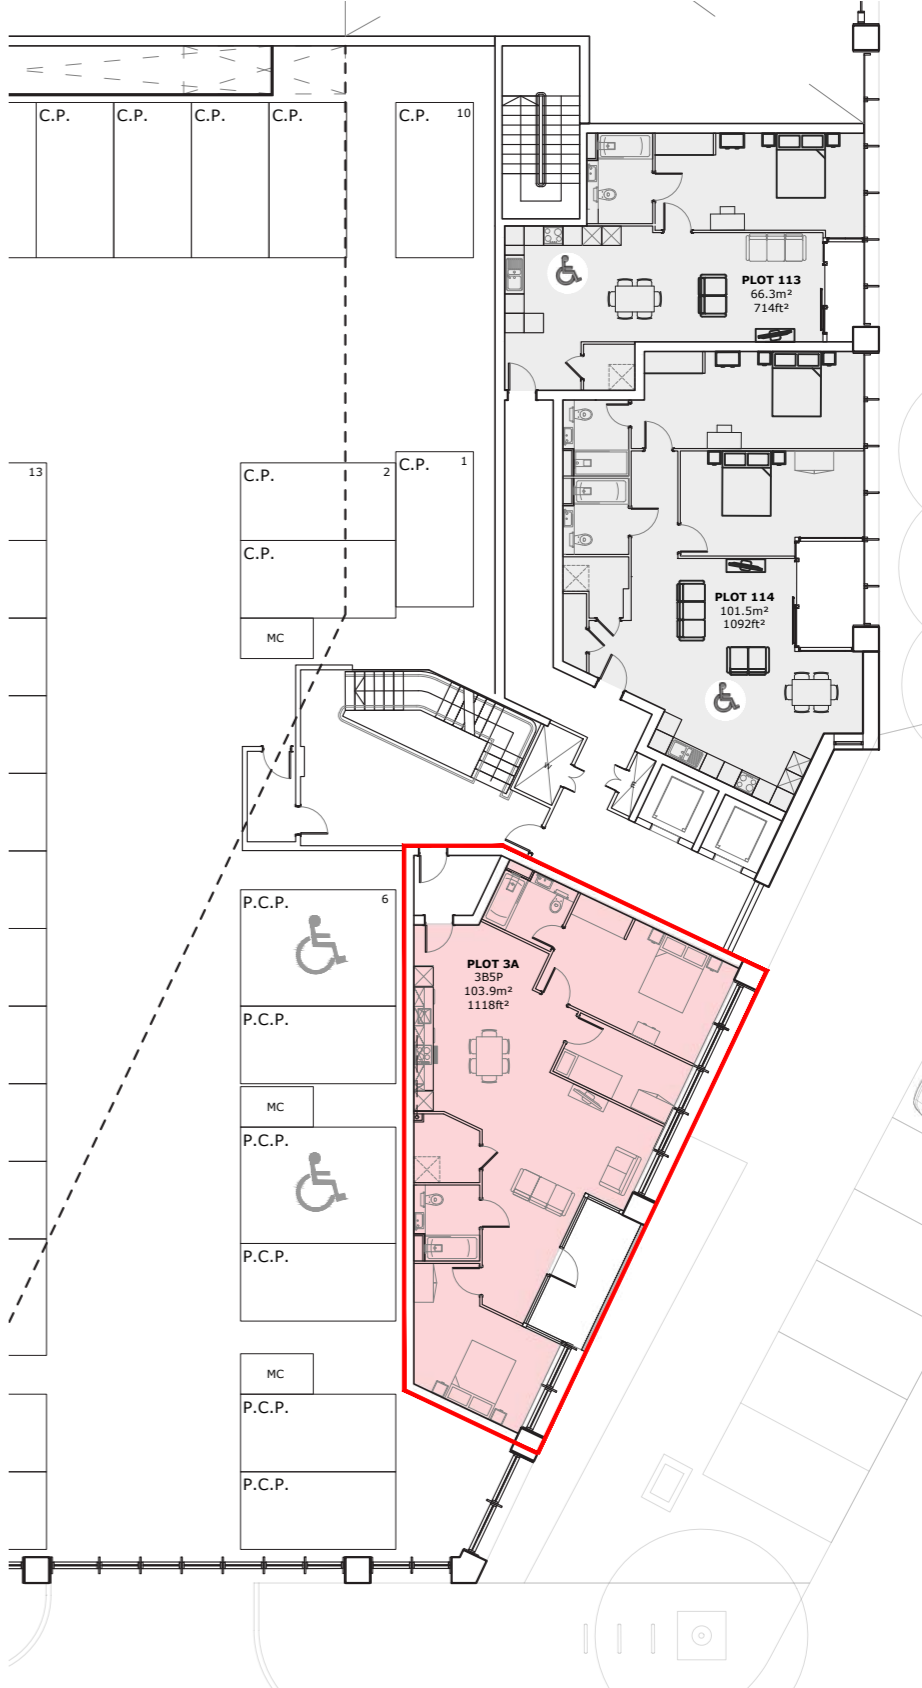 C.P.
C.P.
C.P.
C.P.
C.P. 10
PLOT 113
66.3m²
714ft²
13
C.P. 2
C.P. 1
C.P.
MC
PLOT 114
101.5m²
1092ft²
P.C.P. 6
PLOT 3A
3B5P
103.9m²
1118ft²
P.C.P.
MC
P.C.P.
P.C.P.
MC
P.C.P.
P.C.P.